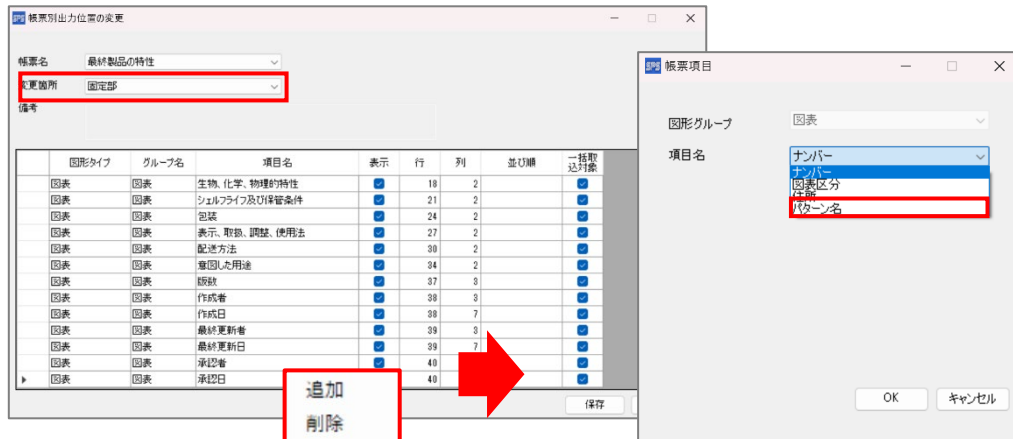 SPS 帳票別出力位置の変更
帳票名 最終製品の特性
変更箇所 固定部
備考
図形タイプ グループ名 項目名 表示 行 列 並び順 一括取込対象
図表 図表 生物、化学、物理的特性 18 2
図表 図表 シェルフライフ及び保管条件 21 2
図表 図表 包装 24 2
図表 図表 表示、取扱、調整、使用法 27 2
図表 図表 配送方法 30 2
図表 図表 意図した用途 34 2
図表 図表 版数 37 3
図表 図表 作成者 38 3
図表 図表 作成日 38 7
図表 図表 最終更新者 39 3
図表 図表 最終更新日 39 7
図表 図表 承認者 40
図表 図表 承認日 40
保存
追加
削除
SPS 帳票項目
図形グループ 図表
項目名 ナンバー
ナンバー
図表区分
住所
パターン名
OK キャンセル